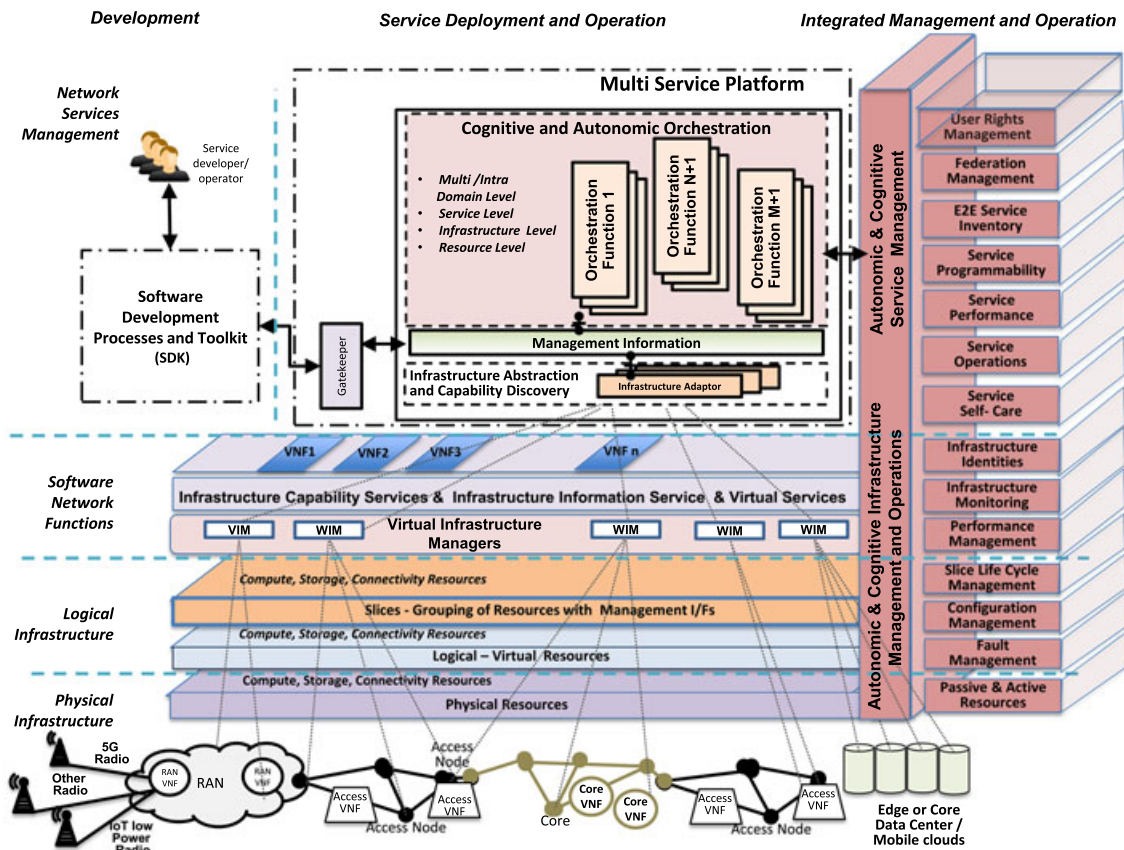 Development
Service Deployment and Operation
Integrated Management and Operation
Network
Services
Management
Service
developer/
operator
Software
Development
Processes and Toolkit
(SDK)
Gatekeeper
Multi Service Platform
Cognitive and Autonomic Orchestration
• Multi /Intra
Domain Level
• Service Level
• Infrastructure Level
• Resource Level
Orchestration
Function 1
Orchestration
Function N+1
Orchestration
Function M+1
Management Information
Infrastructure Abstraction
and Capability Discovery
Infrastructure Adaptor
Autonomic & Cognitive
Service Management
Autonomic & Cognitive Infrastructure
Management and Operations
User Rights
Management
Federation
Management
E2E Service
Inventory
Service
Programmability
Service
Performance
Service
Operations
Service
Self- Care
Infrastructure
Identities
Infrastructure
Monitoring
Performance
Management
Slice Life Cycle
Management
Configuration
Management
Fault
Management
Passive & Active
Resources
Software
Network
Functions
VNF1
VNF2
VNF3
VNF n
Infrastructure Capability Services & Infrastructure Information Service & Virtual Services
VIM
WIM
Virtual Infrastructure
Managers
WIM
WIM
WIM
Logical
Infrastructure
Compute, Storage, Connectivity Resources
Slices - Grouping of Resources with Management I/Fs
Compute, Storage, Connectivity Resources
Logical – Virtual Resources
Physical
Infrastructure
Compute, Storage, Connectivity Resources
Physical Resources
5G
Radio
Other
Radio
IoT low
Power
Radio
RAN
VNF
RAN
RAN
VNF
Access
VNF
Access Node
Access
Node
Access
VNF
Core
Core
VNF
Core
VNF
Access
VNF
Access Node
Access
VNF
Edge or Core
Data Center /
Mobile clouds